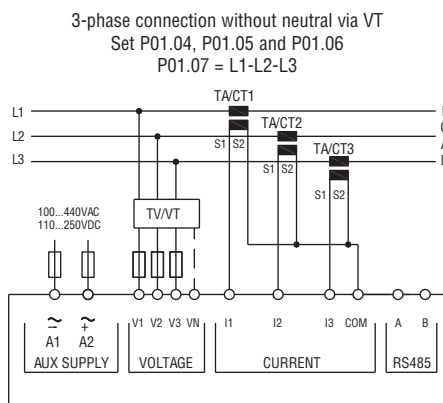 3-phase connection without neutral via VT
Set P01.04, P01.05 and P01.06
P01.07 = L1-L2-L3
TA/CT1
L1
TA/CT2
L2
S1 S2
TA/CT3
L3
S1 S2
S1 S2
100...440VAC
110...250VDC
TV/VT
V1 V2 V3 VN I1 I2 I3 COM A B
~ ~
-- +
A1 A2
AUX SUPPLY VOLTAGE CURRENT RS485